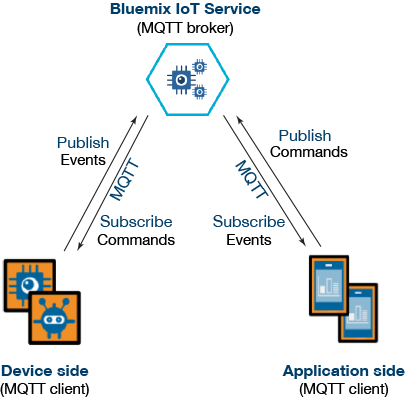 Bluemix IoT Service
(MQTT broker)
Publish
Events
MQTT
Subscribe
Commands
Publish
Commands
MQTT
Subscribe
Events
Device side
(MQTT client)
Application side
(MQTT client)